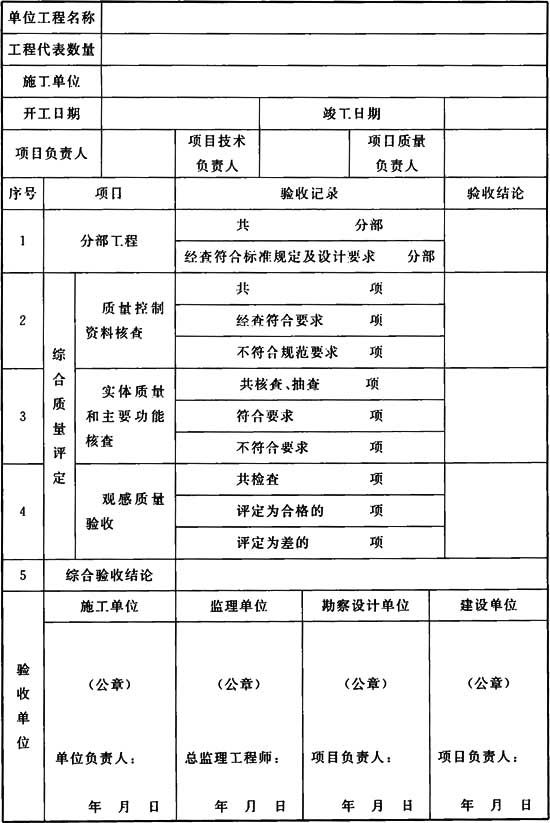 单位工程名称
工程代表数量
施工单位
开工日期 竣工日期
项目负责人 项目技术负责人 项目质量负责人
序号 项目 验收记录 验收结论
1 分部工程 共 分部
经查符合标准规定及设计要求 分部
综合质量评定
2 质量控制资料核查 共 项
经查符合要求 项
不符合规范要求 项
3 实体质量和主要功能核查 共核查、抽查 项
符合要求 项
不符合要求 项
4 观感质量验收 共检查 项
评定为合格的 项
评定为差的 项
5 综合验收结论
验收单位
施工单位 监理单位 勘察设计单位 建设单位
（公章） （公章） （公章） （公章）
单位负责人： 总监理工程师： 项目负责人： 项目负责人：
年 月 日 年 月 日 年 月 日 年 月 日